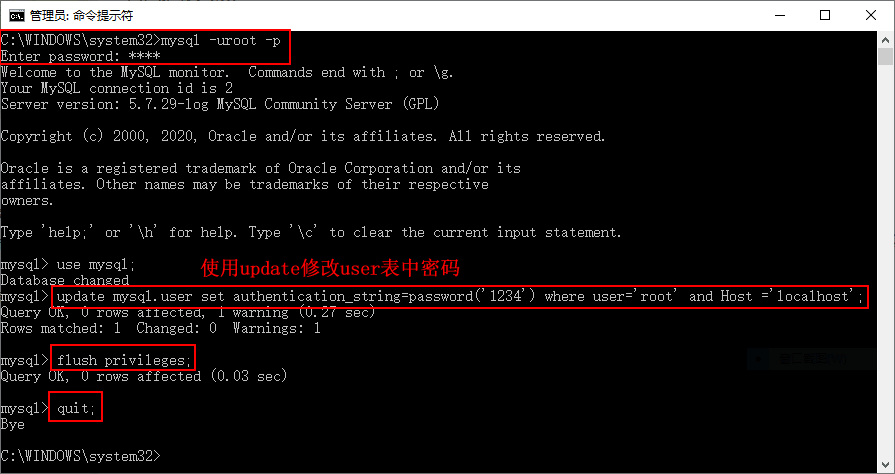 管理员: 命令提示符
C:\WINDOWS\system32>mysql -uroot -p
Enter password: ****
Welcome to the MySQL monitor.  Commands end with ; or \g.
Your MySQL connection id is 2
Server version: 5.7.29-log MySQL Community Server (GPL)
Copyright (c) 2000, 2020, Oracle and/or its affiliates. All rights reserved.
Oracle is a registered trademark of Oracle Corporation and/or its
affiliates. Other names may be trademarks of their respective
owners.
Type 'help;' or '\h' for help. Type '\c' to clear the current input statement.
mysql> use mysql;
使用update修改user表中密码
Database changed
mysql> update mysql.user set authentication_string=password('1234') where user='root' and Host ='localhost';
Query OK, 0 rows affected, 1 warning (0.27 sec)
Rows matched: 1  Changed: 0  Warnings: 1
mysql> flush privileges;
Query OK, 0 rows affected (0.03 sec)
mysql> quit;
Bye
C:\WINDOWS\system32>